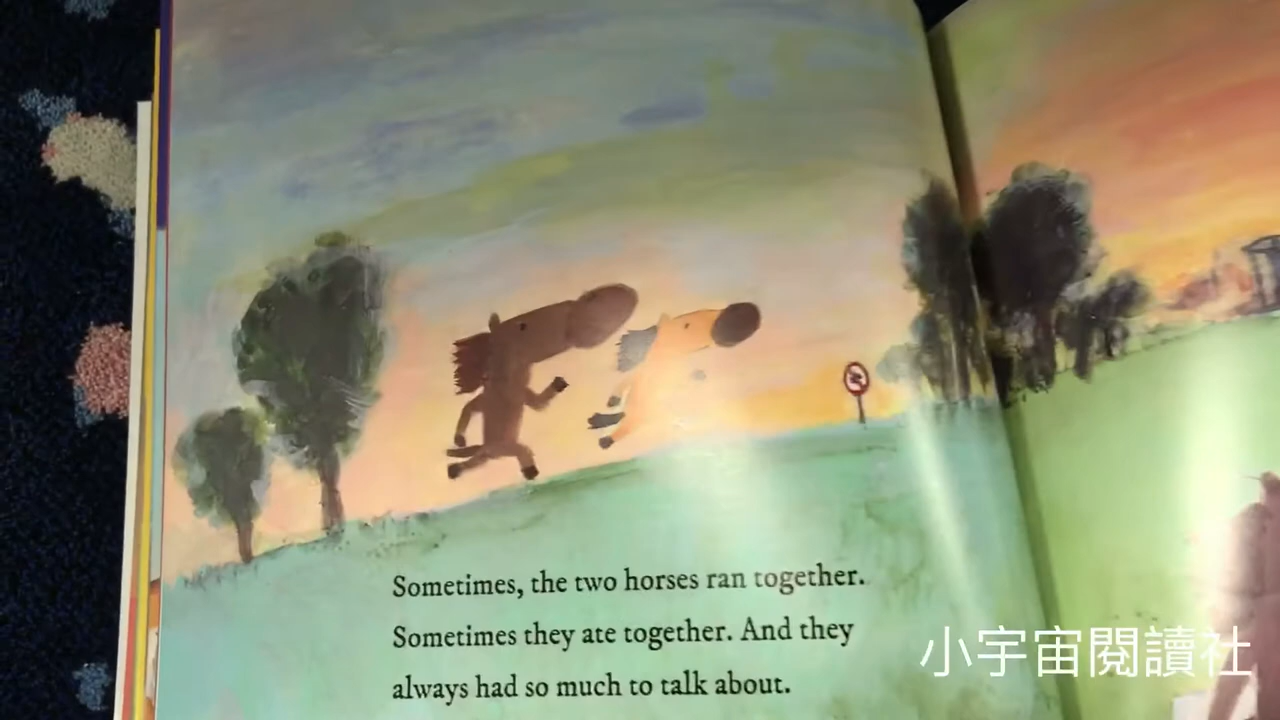 Sometimes, the two horses ran together.
Sometimes they ate together. And they
always had so much to talk about.
小宇宙閱讀社